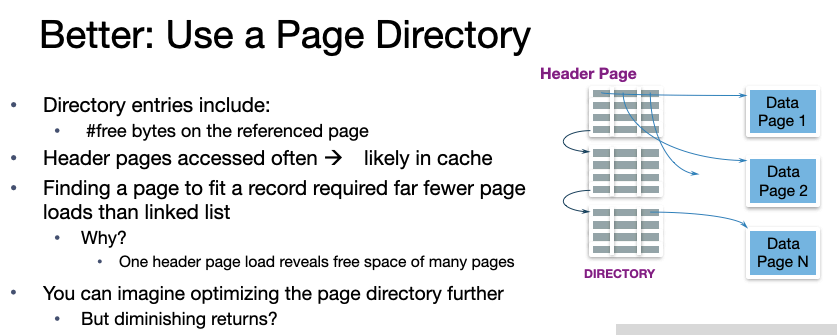 Better: Use a Page Directory
• Directory entries include:
• #free bytes on the referenced page
• Header pages accessed often → likely in cache
• Finding a page to fit a record required far fewer page
loads than linked list
• Why?
• One header page load reveals free space of many pages
• You can imagine optimizing the page directory further
• But diminishing returns?
Header Page
Data
Page 1
Data
Page 2
Data
Page N
DIRECTORY